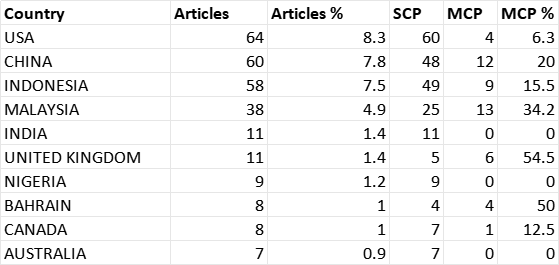 Country Articles Articles % SCP MCP MCP %
USA 64 8.3 60 4 6.3
CHINA 60 7.8 48 12 20
INDONESIA 58 7.5 49 9 15.5
MALAYSIA 38 4.9 25 13 34.2
INDIA 11 1.4 11 0 0
UNITED KINGDOM 11 1.4 5 6 54.5
NIGERIA 9 1.2 9 0 0
BAHRAIN 8 1 4 4 50
CANADA 8 1 7 1 12.5
AUSTRALIA 7 0.9 7 0 0